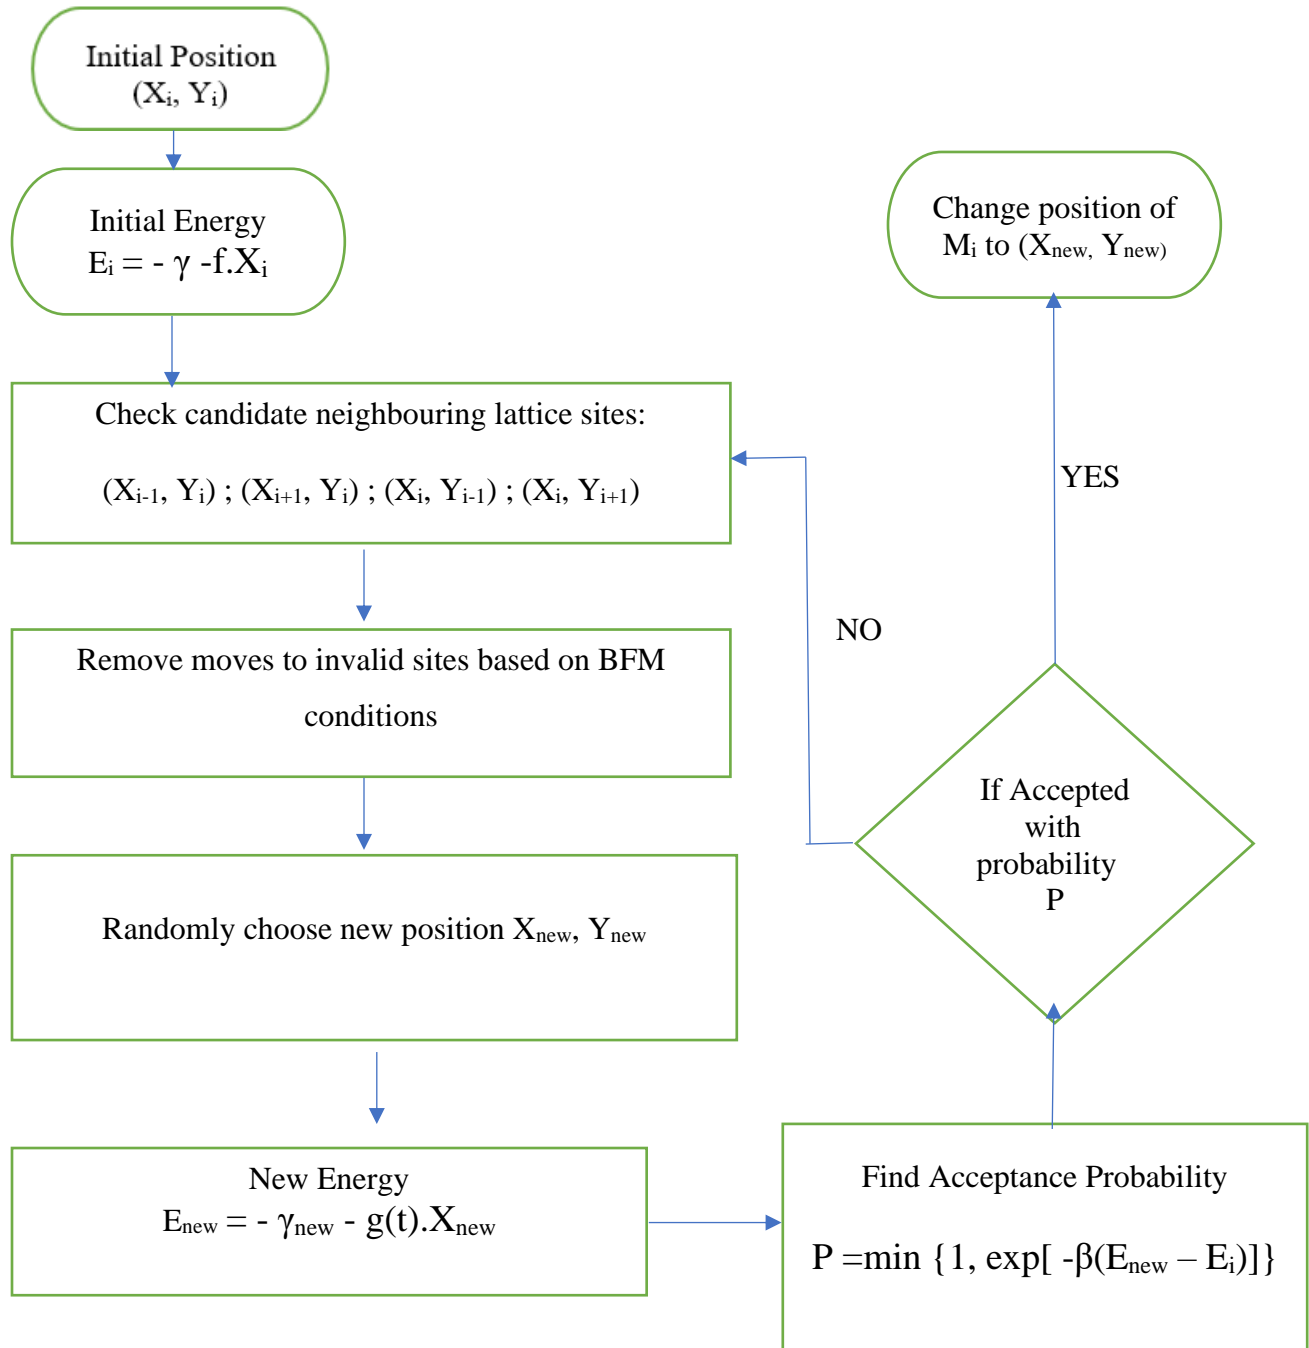 Initial Position
(Xi, Yi)
Initial Energy
Ei = - γ -f.Xi
Check candidate neighbouring lattice sites:
(Xi-1, Yi) ; (Xi+1, Yi) ; (Xi, Yi-1) ; (Xi, Yi+1)
Remove moves to invalid sites based on BFM
conditions
Randomly choose new position Xnew, Ynew
New Energy
Enew = - γnew - g(t).Xnew
Find Acceptance Probability
P =min {1, exp[ -β(Enew – Ei)]}
If Accepted
with
probability
P
NO
YES
Change position of
Mi to (Xnew, Ynew)